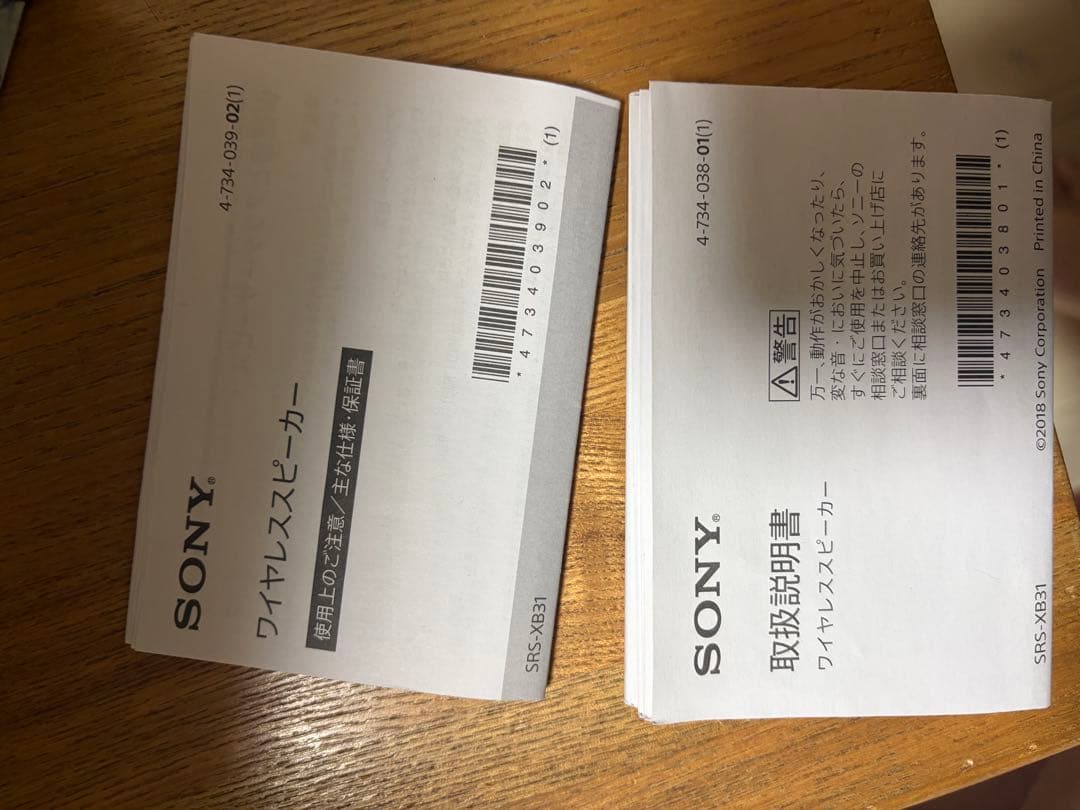 4-734-039-02(1)
SONY®
ワイヤレススピーカー
使用上のご注意／主な仕様・保証書
SRS-XB31
* 4 7 3 4 0 3 9 0 2 * (1)
4-734-038-01(1)
SONY®
取扱説明書
ワイヤレススピーカー
警告
万一、動作がおかしくなったり、
変な音・においに気づいたら、
すぐにご使用を中止し、ソニーの
相談窓口またはお買い上げ店に
ご相談ください。
裏面に相談窓口の連絡先があります。
* 4 7 3 4 0 3 8 0 1 * (1)
SRS-XB31
©2018 Sony Corporation Printed in China